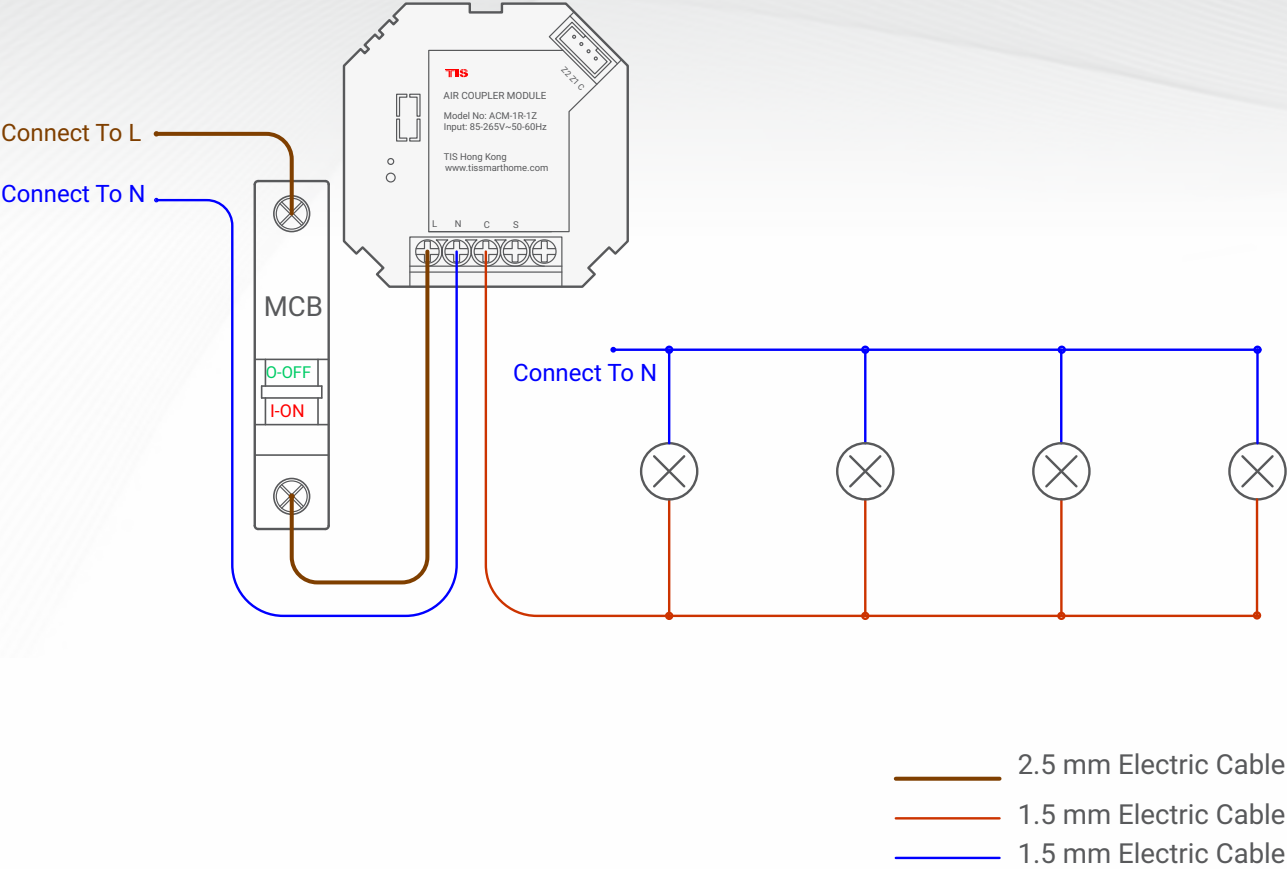 TIS
Z2 Z1 C
AIR COUPLER MODULE
Model No: ACM-1R-1Z
Input: 85-265V~50-60Hz
TIS Hong Kong
www.tissmarthome.com
L N C S
Connect To L
Connect To N
MCB
O-OFF
I-ON
Connect To N
2.5 mm Electric Cable
1.5 mm Electric Cable
1.5 mm Electric Cable